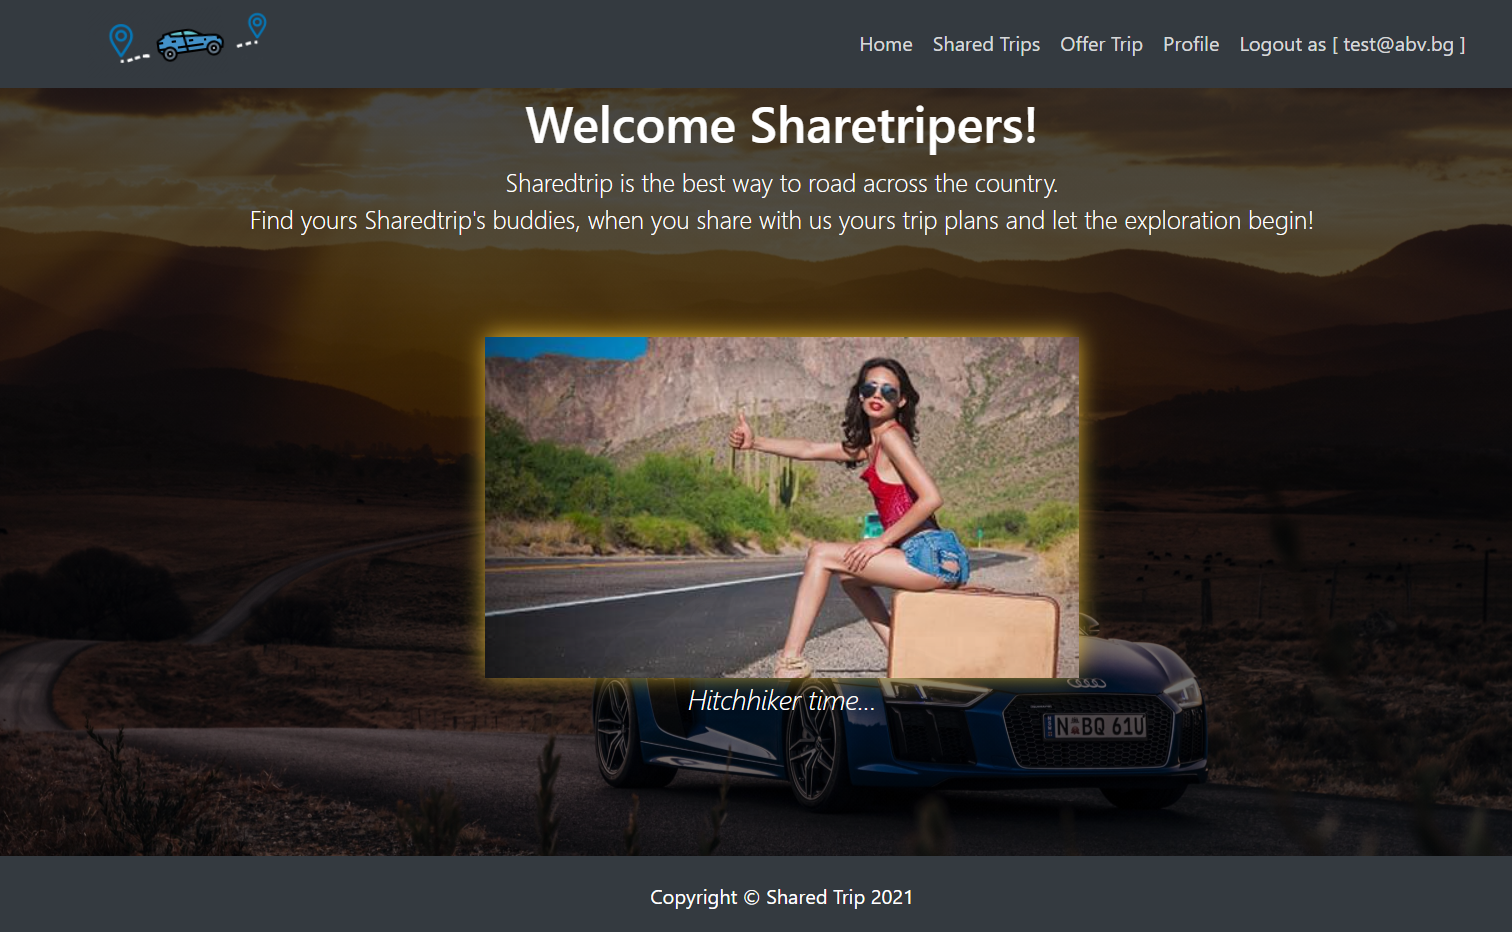 Home Shared Trips Offer Trip Profile Logout as [ test@abv.bg ]
Welcome Sharetripers!
Sharedtrip is the best way to road across the country.
Find yours Sharedtrip's buddies, when you share with us yours trip plans and let the exploration begin!
Hitchhiker time...
N·BQ 61U
Copyright © Shared Trip 2021